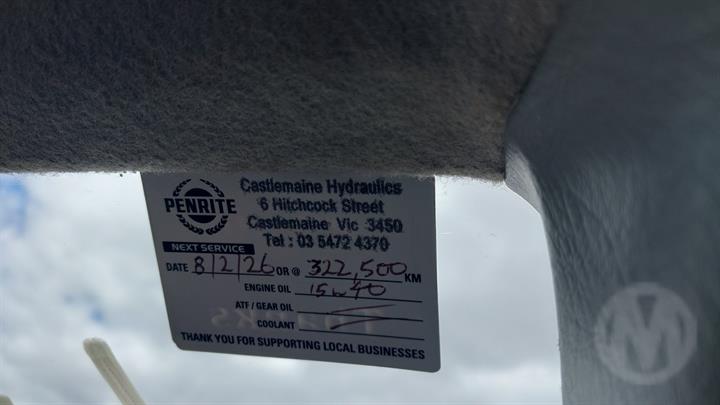 PENRITE
Castlemaine Hydraulics
6 Hitchcock Street
Castlemaine Vic 3450
Tel : 03 5472 4370
NEXT SERVICE
DATE 8/2/26 OR @ 322,500 KM
ENGINE OIL 15w40
ATF / GEAR OIL
COOLANT
THANK YOU FOR SUPPORTING LOCAL BUSINESSES
M